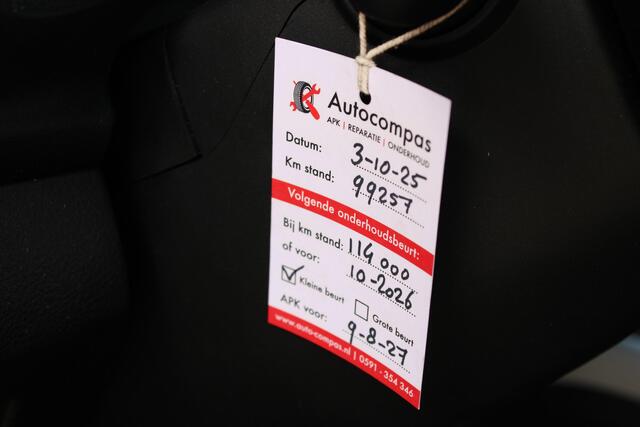 Autocompas
APK | REPARATIE | ONDERHOUD
Datum: 3-10-25
Km stand: 99257
Volgende onderhoudsbeurt:
Bij km stand: 114 000
of voor: 10-2026
Kleine beurt Grote beurt
APK voor: 9-8-27
www.auto-compas.nl | 0591 - 354 346